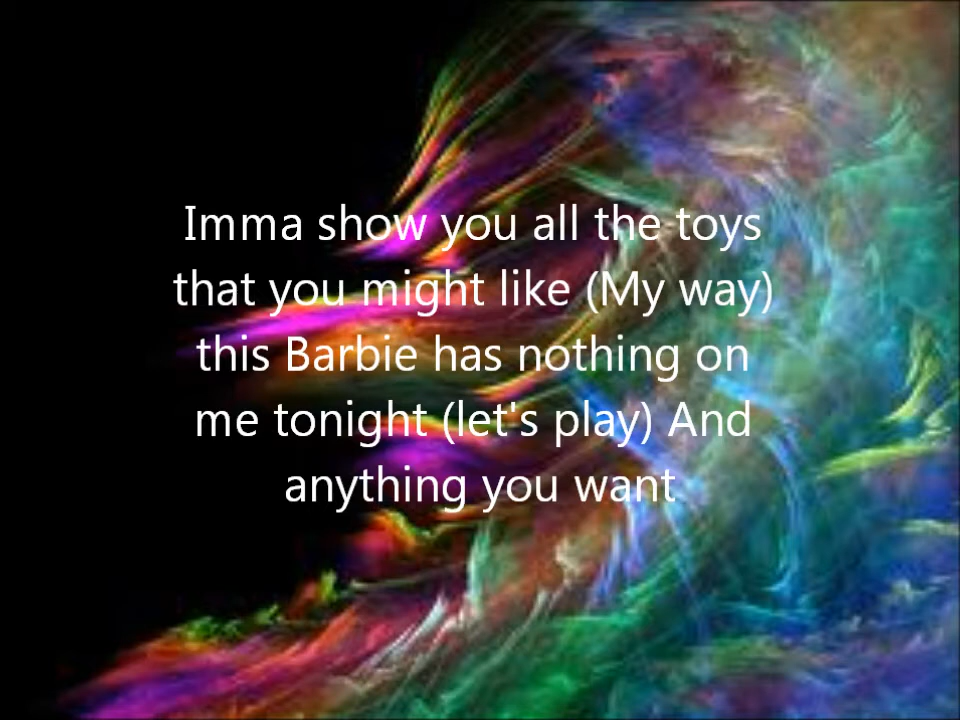 Imma show you all the toys
that you might like (My way)
this Barbie has nothing on
me tonight (let's play) And
anything you want